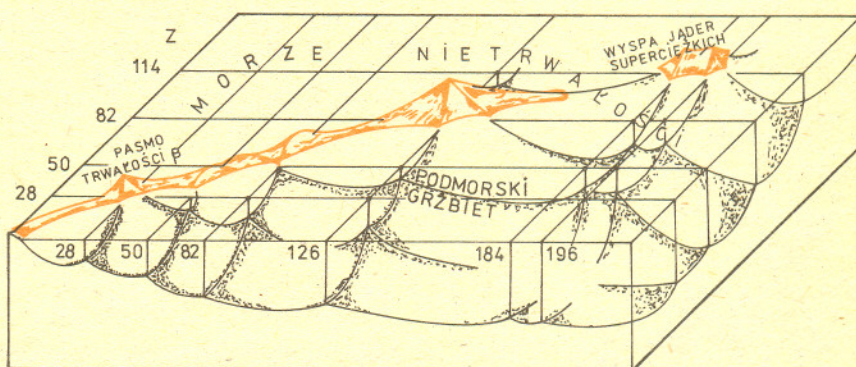 Z
114
82
50
28
MORZE NIETRWAŁOŚCI
WYSPA JĄDER
SUPERCIĘŻKICH
PASMO
TRWAŁOŚCI β
PODMORSKI
GRZBIET
28
50
82
126
184
196